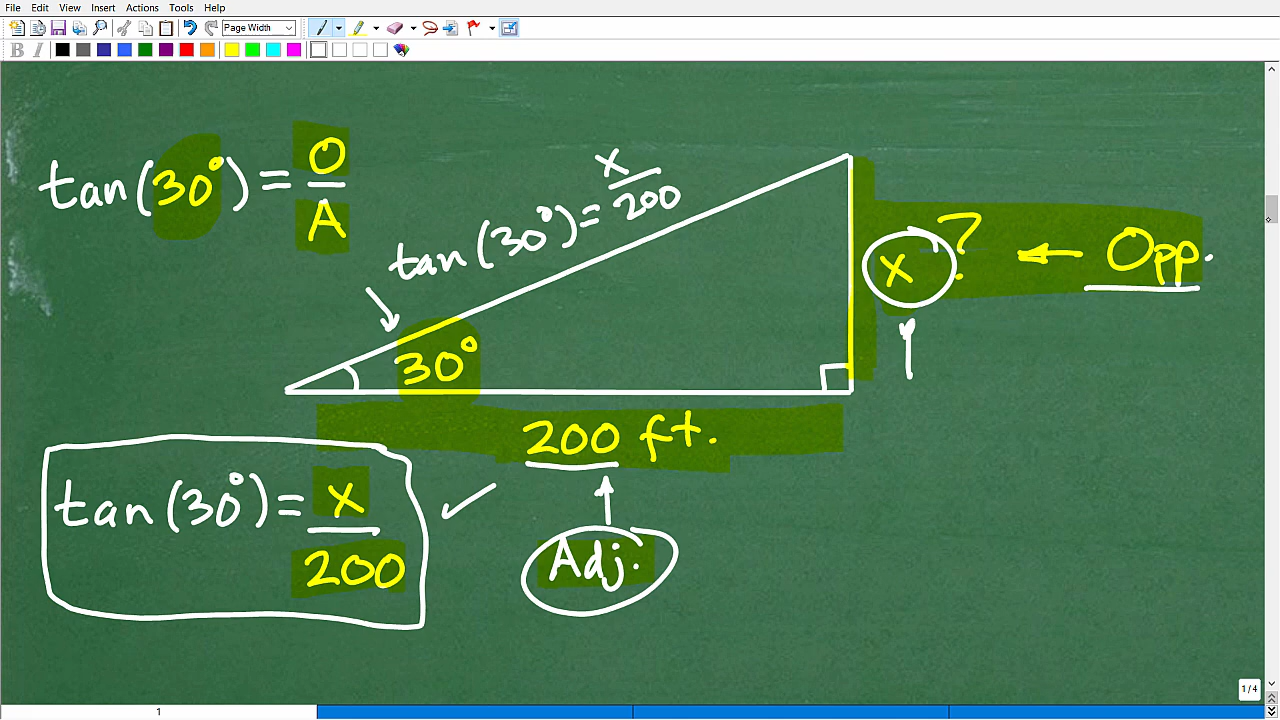 File Edit View Insert Actions Tools Help
Page Width
B I
tan(30°) = O/A
tan(30°) = x/200
x ? ← Opp.
30°
200 ft.
tan(30°) = x/200
Adj.
1/4
1